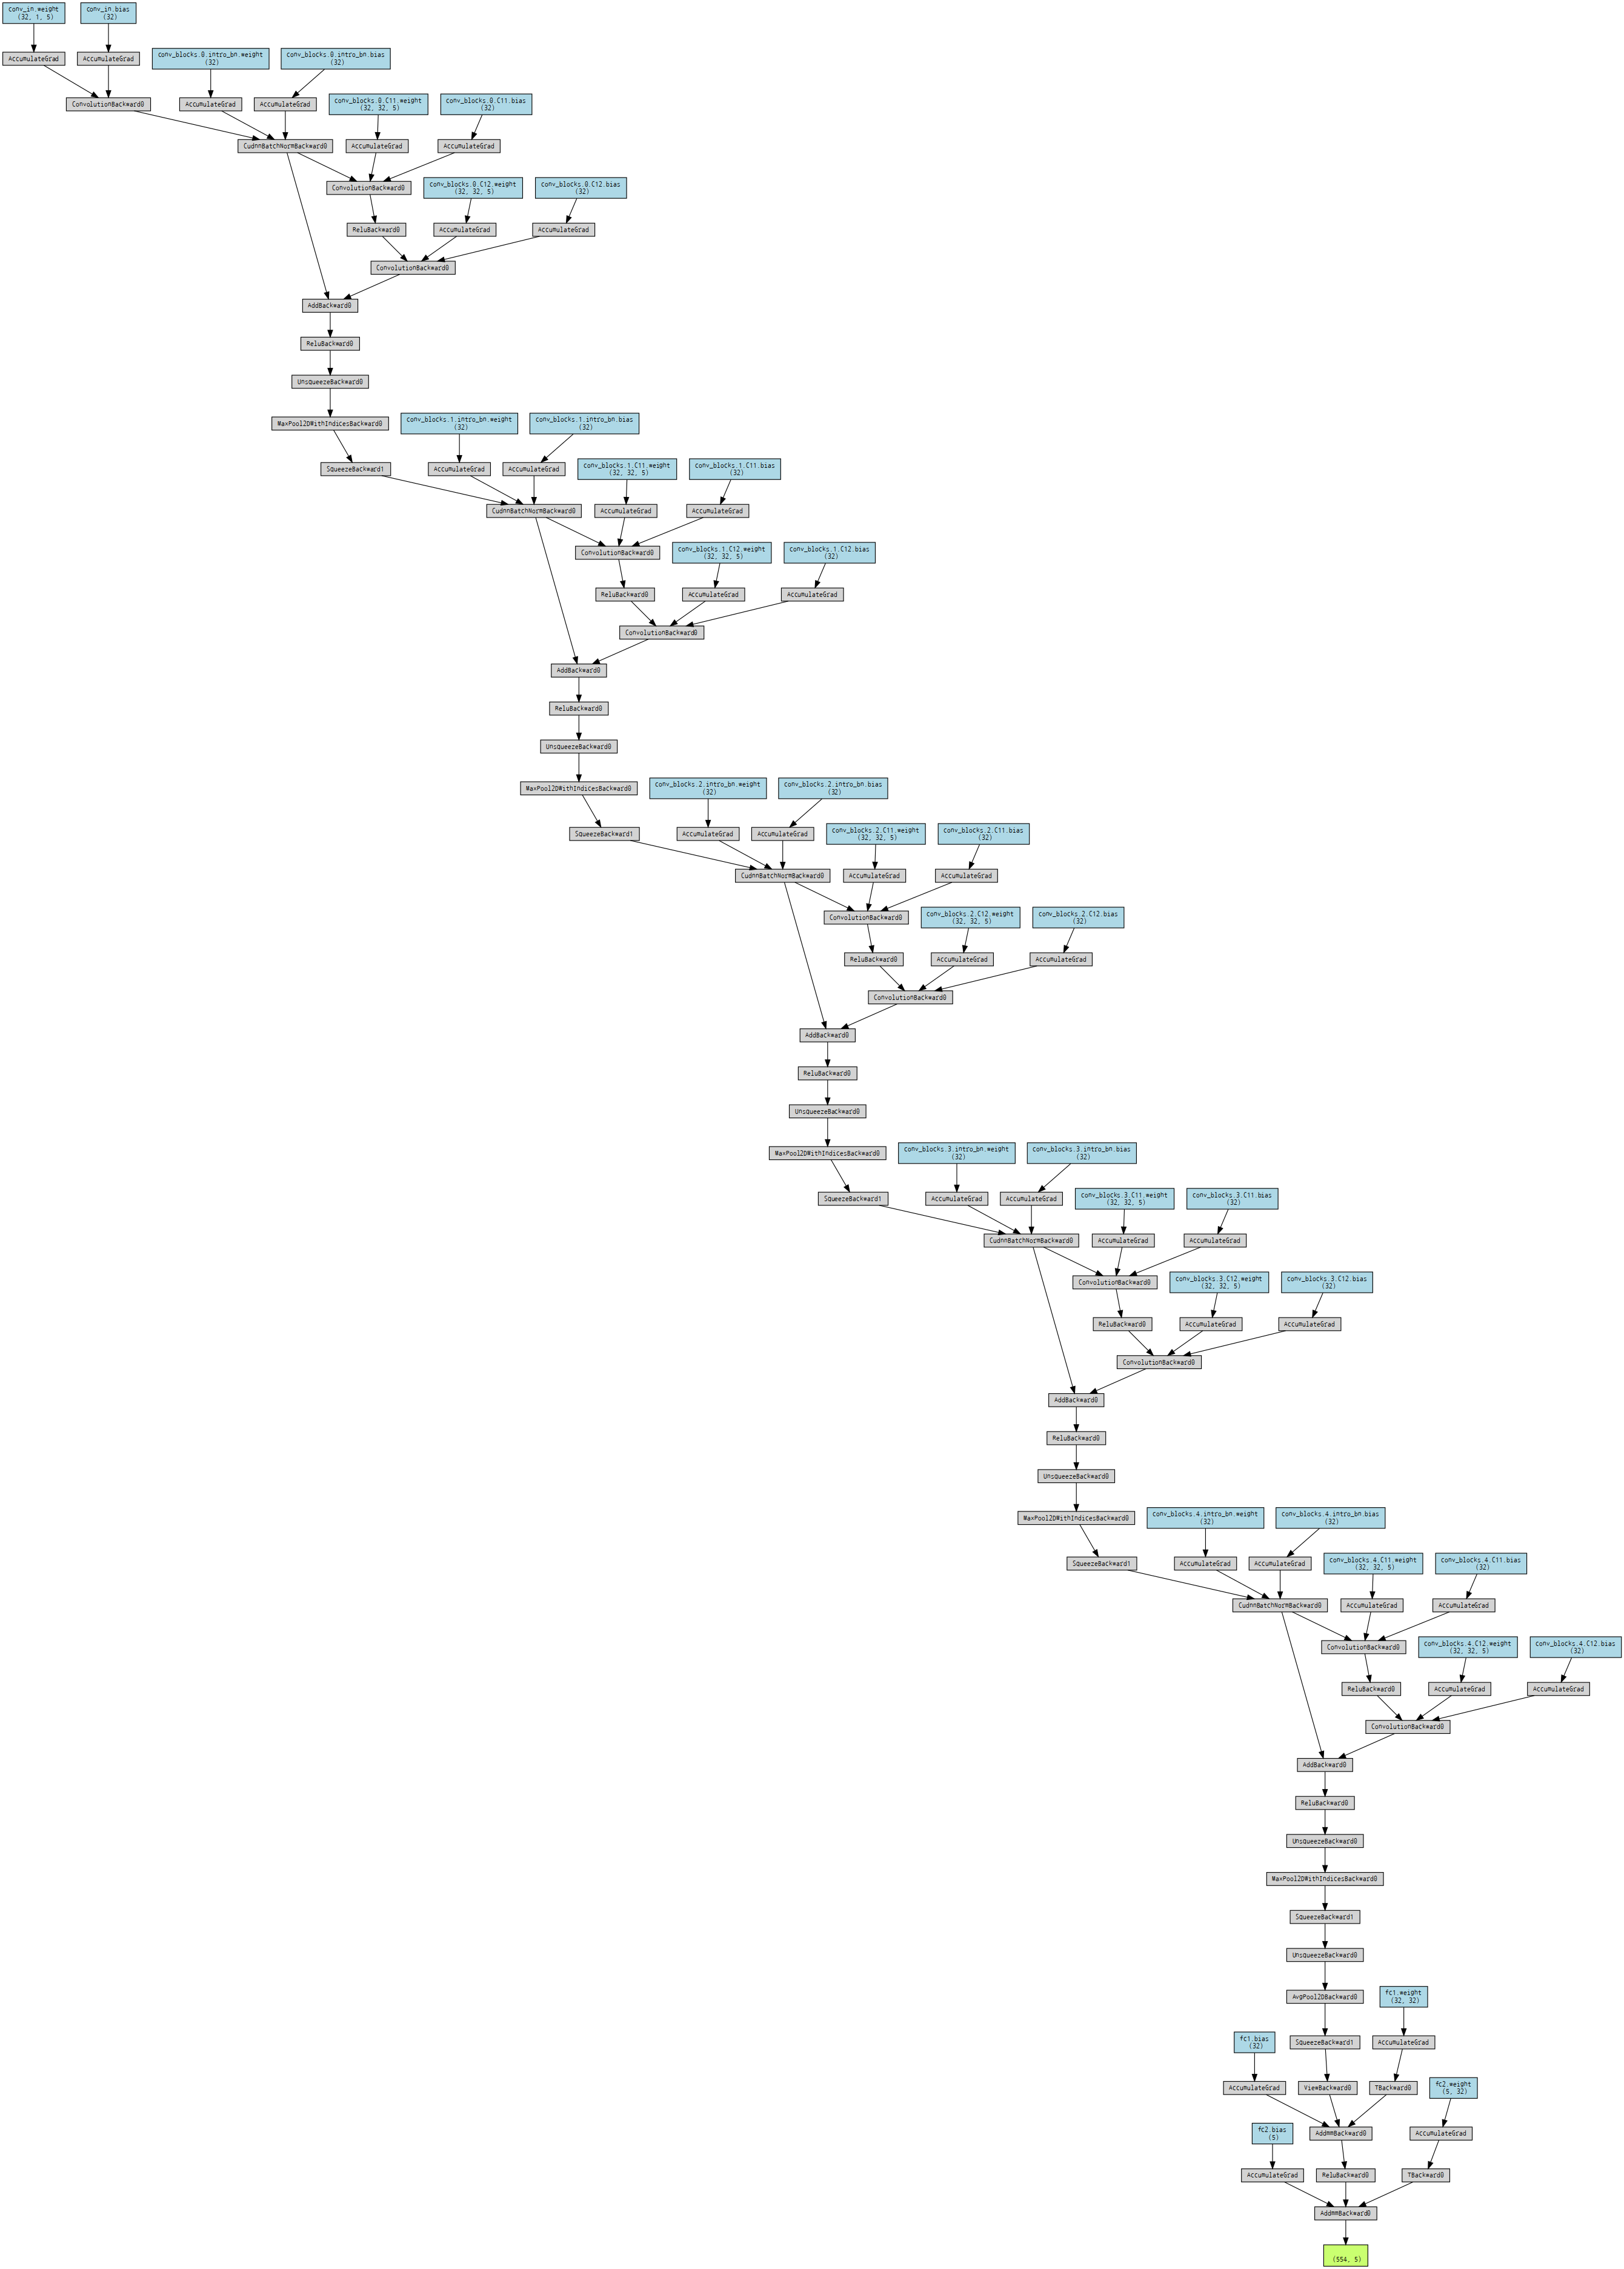 conv_in.weight
(32, 1, 5)
conv_in.bias
(32)
AccumulateGrad
AccumulateGrad
conv_blocks.0.intro_bn.weight
(32)
conv_blocks.0.intro_bn.bias
(32)
ConvolutionBackward0
AccumulateGrad
AccumulateGrad
conv_blocks.0.C11.weight
(32, 32, 5)
conv_blocks.0.C11.bias
(32)
CudnnBatchNormBackward0
AccumulateGrad
AccumulateGrad
ConvolutionBackward0
conv_blocks.0.C12.weight
(32, 32, 5)
conv_blocks.0.C12.bias
(32)
ReluBackward0
AccumulateGrad
AccumulateGrad
ConvolutionBackward0
AddBackward0
ReluBackward0
UnsqueezeBackward0
MaxPool2DWithIndicesBackward0
conv_blocks.1.intro_bn.weight
(32)
conv_blocks.1.intro_bn.bias
(32)
SqueezeBackward1
AccumulateGrad
AccumulateGrad
conv_blocks.1.C11.weight
(32, 32, 5)
conv_blocks.1.C11.bias
(32)
CudnnBatchNormBackward0
AccumulateGrad
AccumulateGrad
ConvolutionBackward0
conv_blocks.1.C12.weight
(32, 32, 5)
conv_blocks.1.C12.bias
(32)
ReluBackward0
AccumulateGrad
AccumulateGrad
ConvolutionBackward0
AddBackward0
ReluBackward0
UnsqueezeBackward0
MaxPool2DWithIndicesBackward0
conv_blocks.2.intro_bn.weight
(32)
conv_blocks.2.intro_bn.bias
(32)
SqueezeBackward1
AccumulateGrad
AccumulateGrad
conv_blocks.2.C11.weight
(32, 32, 5)
conv_blocks.2.C11.bias
(32)
CudnnBatchNormBackward0
AccumulateGrad
AccumulateGrad
ConvolutionBackward0
conv_blocks.2.C12.weight
(32, 32, 5)
conv_blocks.2.C12.bias
(32)
ReluBackward0
AccumulateGrad
AccumulateGrad
ConvolutionBackward0
AddBackward0
ReluBackward0
UnsqueezeBackward0
MaxPool2DWithIndicesBackward0
conv_blocks.3.intro_bn.weight
(32)
conv_blocks.3.intro_bn.bias
(32)
SqueezeBackward1
AccumulateGrad
AccumulateGrad
conv_blocks.3.C11.weight
(32, 32, 5)
conv_blocks.3.C11.bias
(32)
CudnnBatchNormBackward0
AccumulateGrad
AccumulateGrad
ConvolutionBackward0
conv_blocks.3.C12.weight
(32, 32, 5)
conv_blocks.3.C12.bias
(32)
ReluBackward0
AccumulateGrad
AccumulateGrad
ConvolutionBackward0
AddBackward0
ReluBackward0
UnsqueezeBackward0
MaxPool2DWithIndicesBackward0
conv_blocks.4.intro_bn.weight
(32)
conv_blocks.4.intro_bn.bias
(32)
SqueezeBackward1
AccumulateGrad
AccumulateGrad
conv_blocks.4.C11.weight
(32, 32, 5)
conv_blocks.4.C11.bias
(32)
CudnnBatchNormBackward0
AccumulateGrad
AccumulateGrad
ConvolutionBackward0
conv_blocks.4.C12.weight
(32, 32, 5)
conv_blocks.4.C12.bias
(32)
ReluBackward0
AccumulateGrad
AccumulateGrad
ConvolutionBackward0
AddBackward0
ReluBackward0
UnsqueezeBackward0
MaxPool2DWithIndicesBackward0
SqueezeBackward1
UnsqueezeBackward0
AvgPool2DBackward0
fc1.weight
(32, 32)
fc1.bias
(32)
SqueezeBackward1
AccumulateGrad
AccumulateGrad
ViewBackward0
TBackward0
fc2.weight
(5, 32)
fc2.bias
(5)
AddmmBackward0
AccumulateGrad
AccumulateGrad
ReluBackward0
TBackward0
AddmmBackward0
(554, 5)